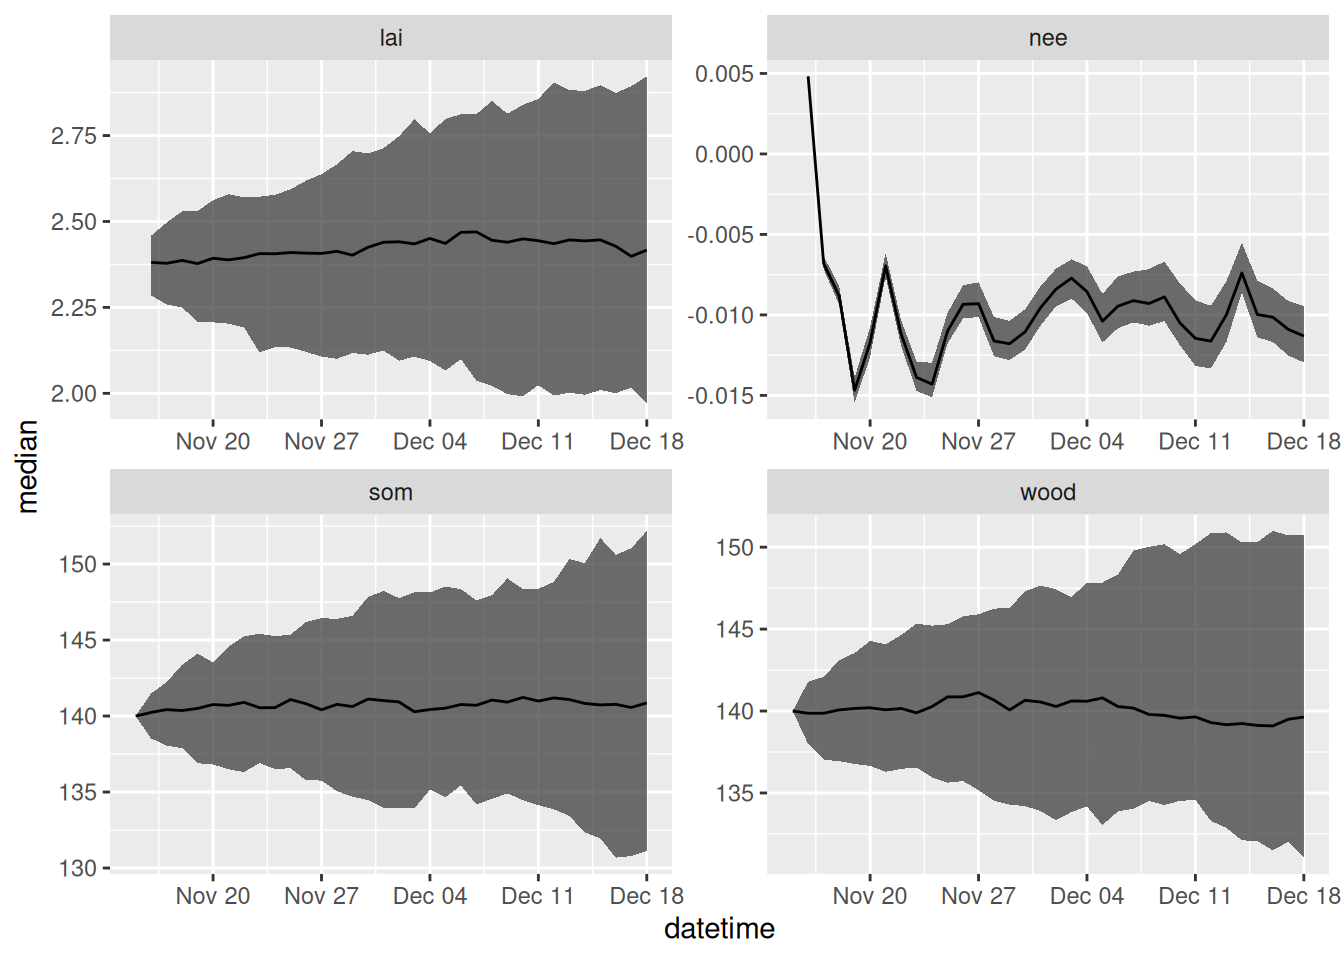 lai
nee
2.75
2.50
2.25
2.00
0.005
0.000
-0.005
-0.010
-0.015
Nov 20 Nov 27 Dec 04 Dec 11 Dec 18
Nov 20 Nov 27 Dec 04 Dec 11 Dec 18
median
som
wood
150
145
140
135
130
150
145
140
135
Nov 20 Nov 27 Dec 04 Dec 11 Dec 18
Nov 20 Nov 27 Dec 04 Dec 11 Dec 18
datetime